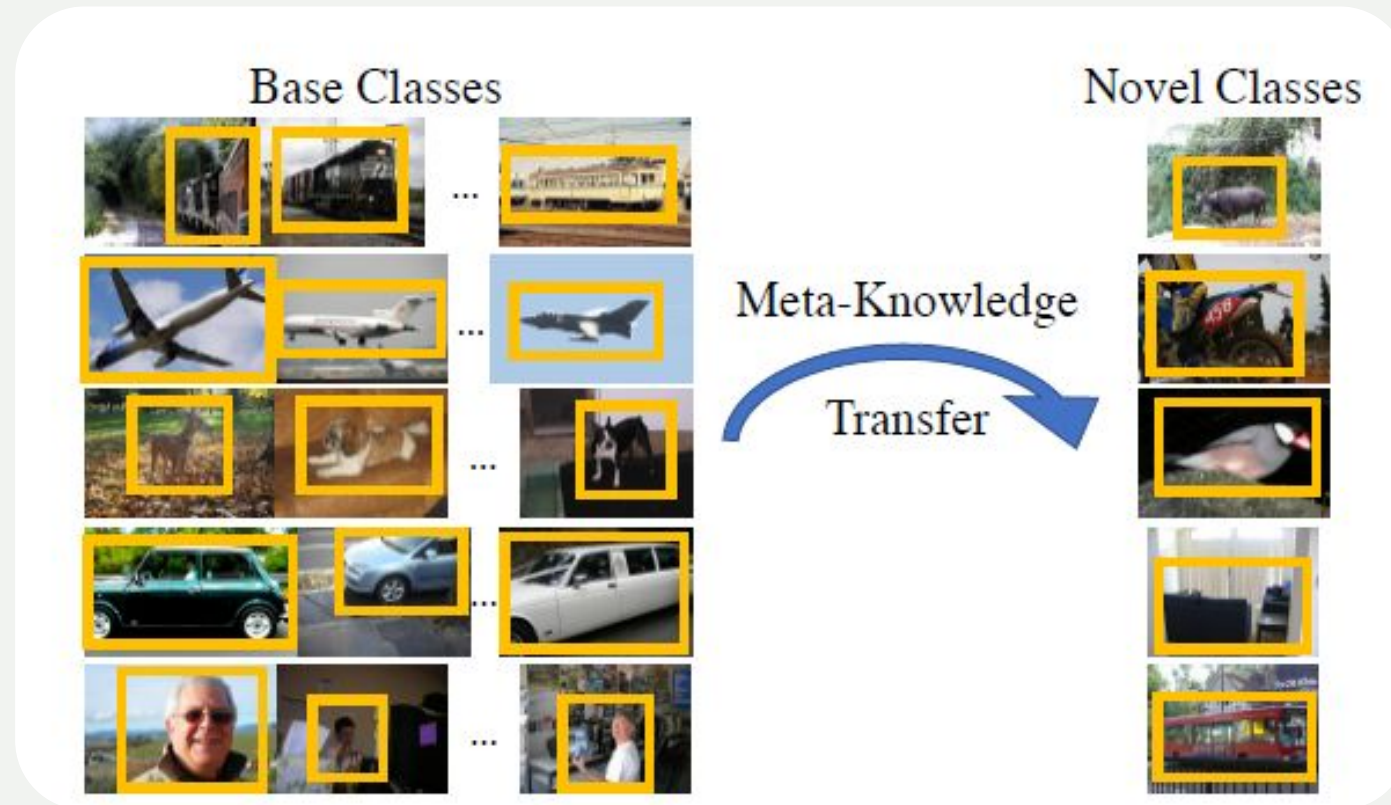 Base Classes
Novel Classes
...
...
Meta-Knowledge
Transfer
...
...
...